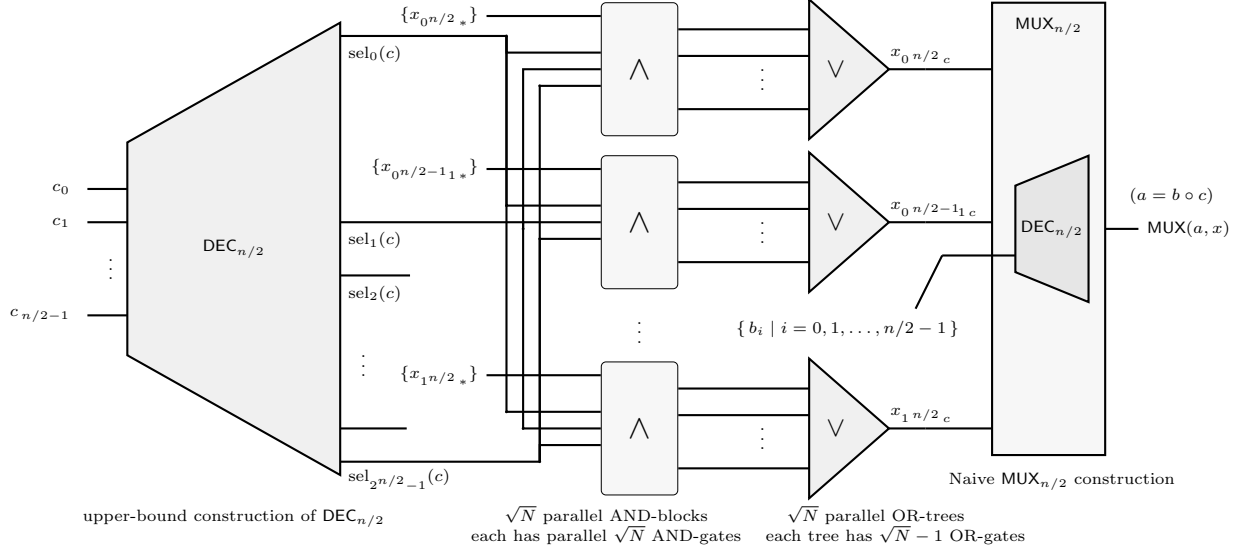 {x_{0^{n/2}*}}
MUX_{n/2}
sel_0(c)
∧
⋮
∨
x_{0^{n/2}c}
{x_{0^{n/2-1}1*}}
c_0
c_1
⋮
c_{n/2-1}
DEC_{n/2}
sel_1(c)
sel_2(c)
⋮
∧
⋮
∨
x_{0^{n/2-1}1c}
DEC_{n/2}
(a = b ∘ c)
MUX(a, x)
⋮
{ b_i | i = 0, 1, . . . , n/2 − 1 }
{x_{1^{n/2}*}}
∧
⋮
∨
x_{1^{n/2}c}
sel_{2^{n/2}-1}(c)
Naive MUX_{n/2} construction
upper-bound construction of DEC_{n/2}
√N parallel AND-blocks
each has parallel √N AND-gates
√N parallel OR-trees
each tree has √N − 1 OR-gates